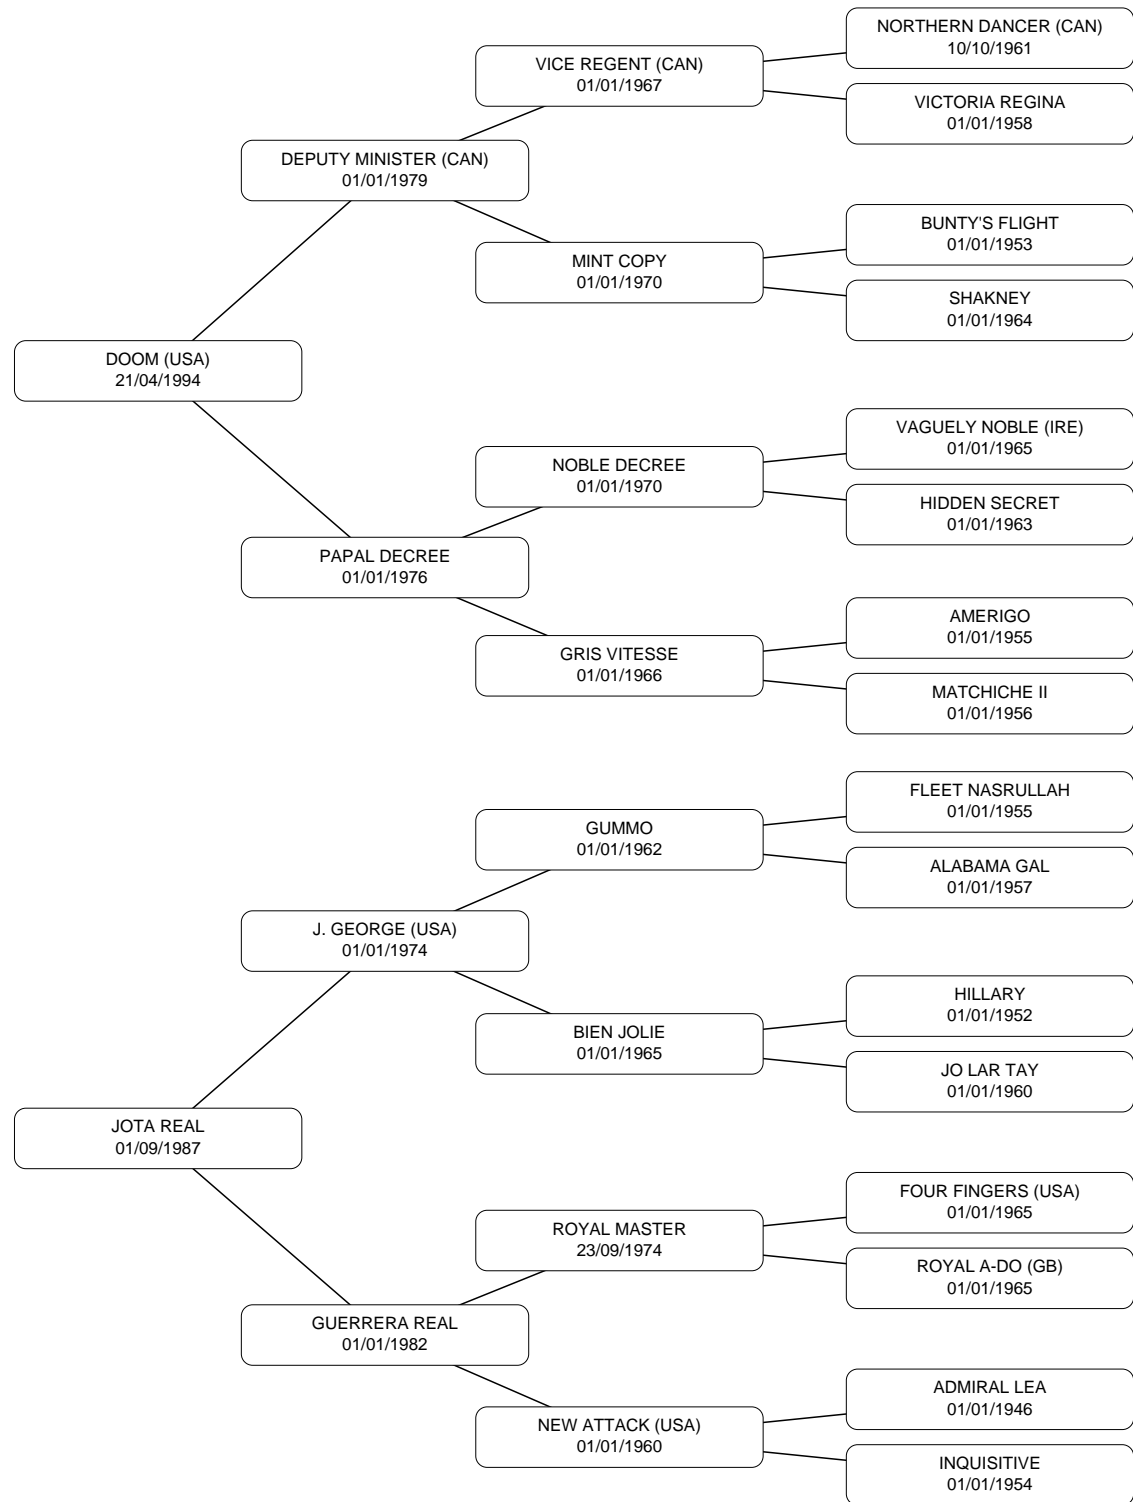 NORTHERN DANCER (CAN)
10/10/1961
VICE REGENT (CAN)
01/01/1967
VICTORIA REGINA
01/01/1958
DEPUTY MINISTER (CAN)
01/01/1979
BUNTY'S FLIGHT
01/01/1953
MINT COPY
01/01/1970
SHAKNEY
01/01/1964
DOOM (USA)
21/04/1994
VAGUELY NOBLE (IRE)
01/01/1965
NOBLE DECREE
01/01/1970
HIDDEN SECRET
01/01/1963
PAPAL DECREE
01/01/1976
AMERIGO
01/01/1955
GRIS VITESSE
01/01/1966
MATCHICHE II
01/01/1956
FLEET NASRULLAH
01/01/1955
GUMMO
01/01/1962
ALABAMA GAL
01/01/1957
J. GEORGE (USA)
01/01/1974
HILLARY
01/01/1952
BIEN JOLIE
01/01/1965
JO LAR TAY
01/01/1960
JOTA REAL
01/09/1987
FOUR FINGERS (USA)
01/01/1965
ROYAL MASTER
23/09/1974
ROYAL A-DO (GB)
01/01/1965
GUERRERA REAL
01/01/1982
ADMIRAL LEA
01/01/1946
NEW ATTACK (USA)
01/01/1960
INQUISITIVE
01/01/1954